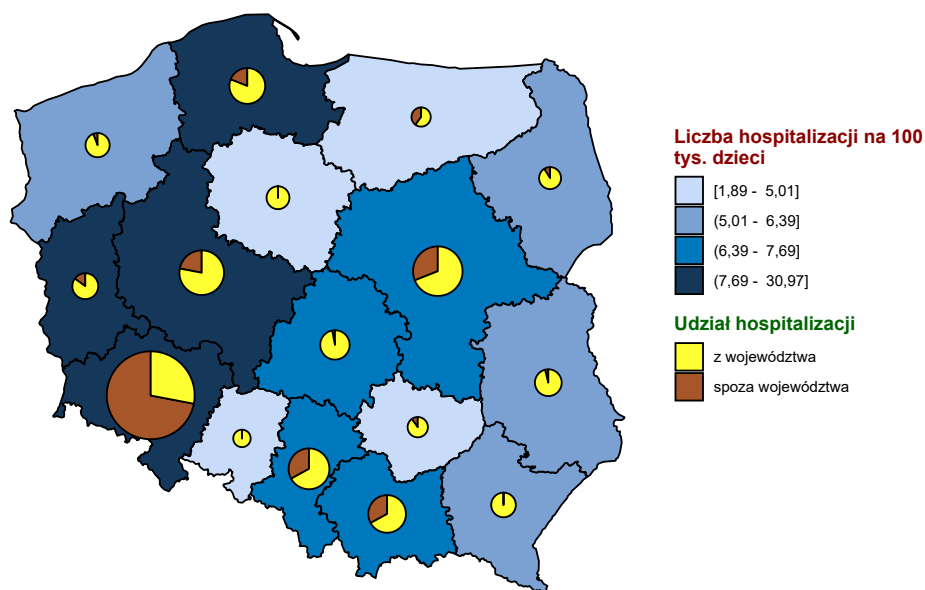 Liczba hospitalizacji na 100
tys. dzieci
[1,89 - 5,01]
(5,01 - 6,39]
(6,39 - 7,69]
(7,69 - 30,97]
Udział hospitalizacji
z województwa
spoza województwa